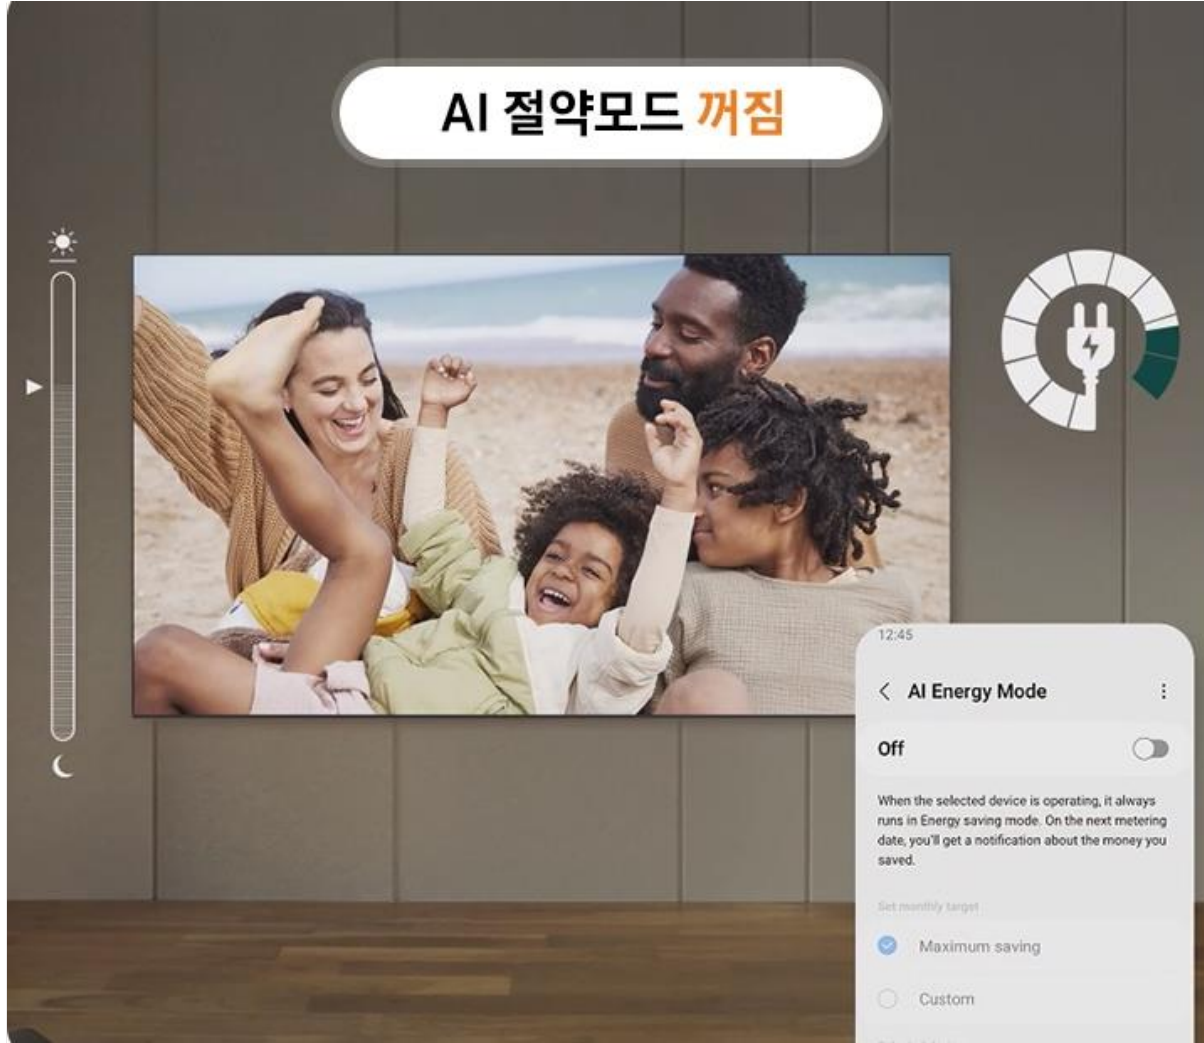 AI 절약모드 꺼짐
12:45
AI Energy Mode
Off
When the selected device is operating, it always
runs in Energy saving mode. On the next metering
date, you'll get a notification about the money you
saved.
Set monthly target
Maximum saving
Custom